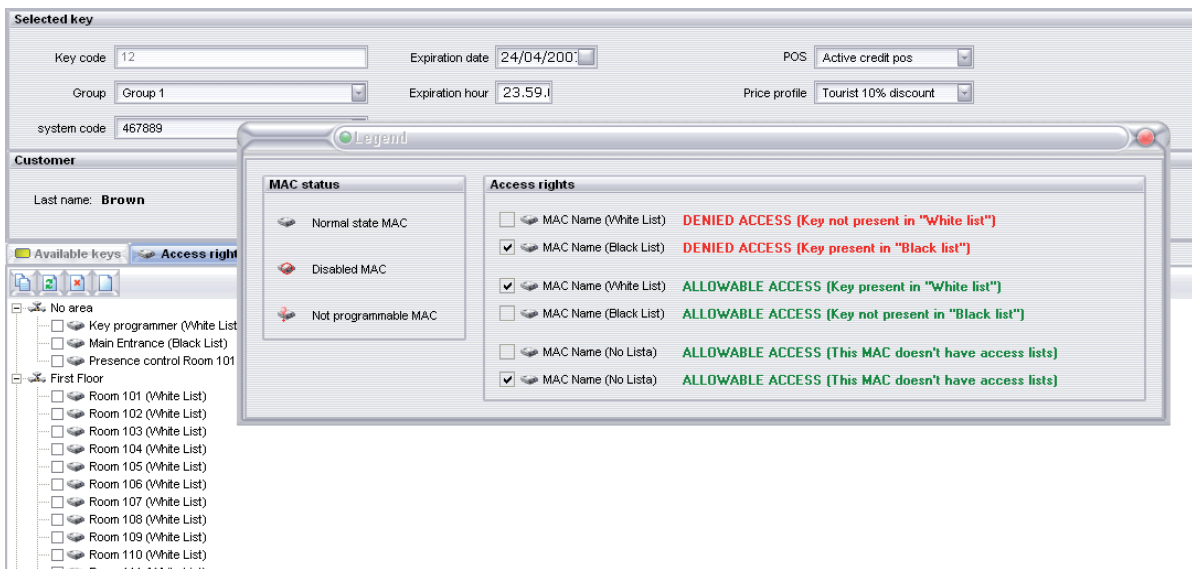 Selected key
Key code 12 Expiration date 24/04/200 POS Active credit pos
Group Group 1 Expiration hour 23.59. Price profile Tourist 10% discount
system code 467889
Legend
Customer
Last name: Brown
MAC status
Normal state MAC
Disabled MAC
Not programmable MAC
Access rights
MAC Name (White List) DENIED ACCESS (Key not present in "White list")
MAC Name (Black List) DENIED ACCESS (Key present in "Black list")
MAC Name (White List) ALLOWABLE ACCESS (Key present in "White list")
MAC Name (Black List) ALLOWABLE ACCESS (Key not present in "Black list")
MAC Name (No Lista) ALLOWABLE ACCESS (This MAC doesn't have access lists)
MAC Name (No Lista) ALLOWABLE ACCESS (This MAC doesn't have access lists)
Available keys Access right
No area
Key programmer (White List
Main Entrance (Black List)
Presence control Room 101
First Floor
Room 101 (White List)
Room 102 (White List)
Room 103 (White List)
Room 104 (White List)
Room 105 (White List)
Room 106 (White List)
Room 107 (White List)
Room 108 (White List)
Room 109 (White List)
Room 110 (White List)